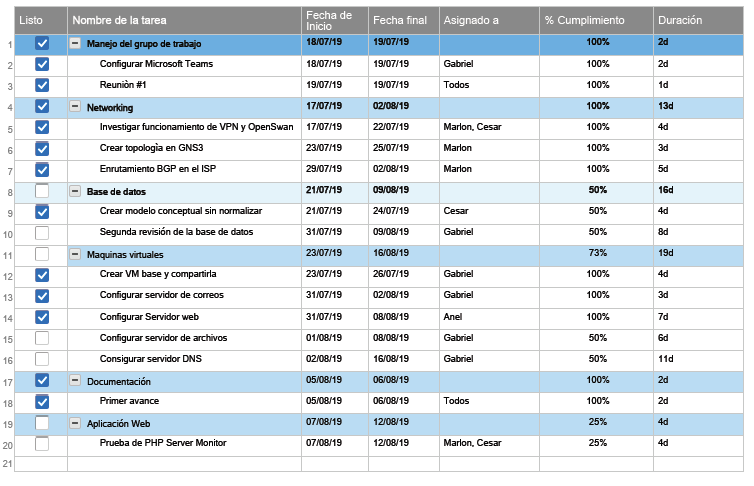 Listo Nombre de la tarea Fecha de Inicio Fecha final Asignado a % Cumplimiento Duración
1 Manejo del grupo de trabajo 18/07/19 19/07/19 100% 2d
2 Configurar Microsoft Teams 18/07/19 19/07/19 Gabriel 100% 2d
3 Reuniòn #1 19/07/19 19/07/19 Todos 100% 1d
4 Networking 17/07/19 02/08/19 100% 13d
5 Investigar funcionamiento de VPN y OpenSwan 17/07/19 22/07/19 Marlon, Cesar 100% 4d
6 Crear topologìa en GNS3 23/07/19 25/07/19 Marlon 100% 3d
7 Enrutamiento BGP en el ISP 29/07/19 02/08/19 Marlon 100% 5d
8 Base de datos 21/07/19 09/08/19 50% 16d
9 Crear modelo conceptual sin normalizar 21/07/19 24/07/19 Cesar 50% 4d
10 Segunda revisión de la base de datos 31/07/19 09/08/19 Gabriel 50% 8d
11 Maquinas virtuales 23/07/19 16/08/19 73% 19d
12 Crear VM base y compartirla 23/07/19 26/07/19 Gabriel 100% 4d
13 Configurar servidor de correos 31/07/19 02/08/19 Gabriel 100% 3d
14 Configurar Servidor web 31/07/19 08/08/19 Anel 100% 7d
15 Configurar servidor de archivos 01/08/19 08/08/19 Gabriel 50% 6d
16 Consigurar servidor DNS 02/08/19 16/08/19 Gabriel 50% 11d
17 Documentación 05/08/19 06/08/19 100% 2d
18 Primer avance 05/08/19 06/08/19 Todos 100% 2d
19 Aplicación Web 07/08/19 12/08/19 25% 4d
20 Prueba de PHP Server Monitor 07/08/19 12/08/19 Marlon, Cesar 25% 4d
21